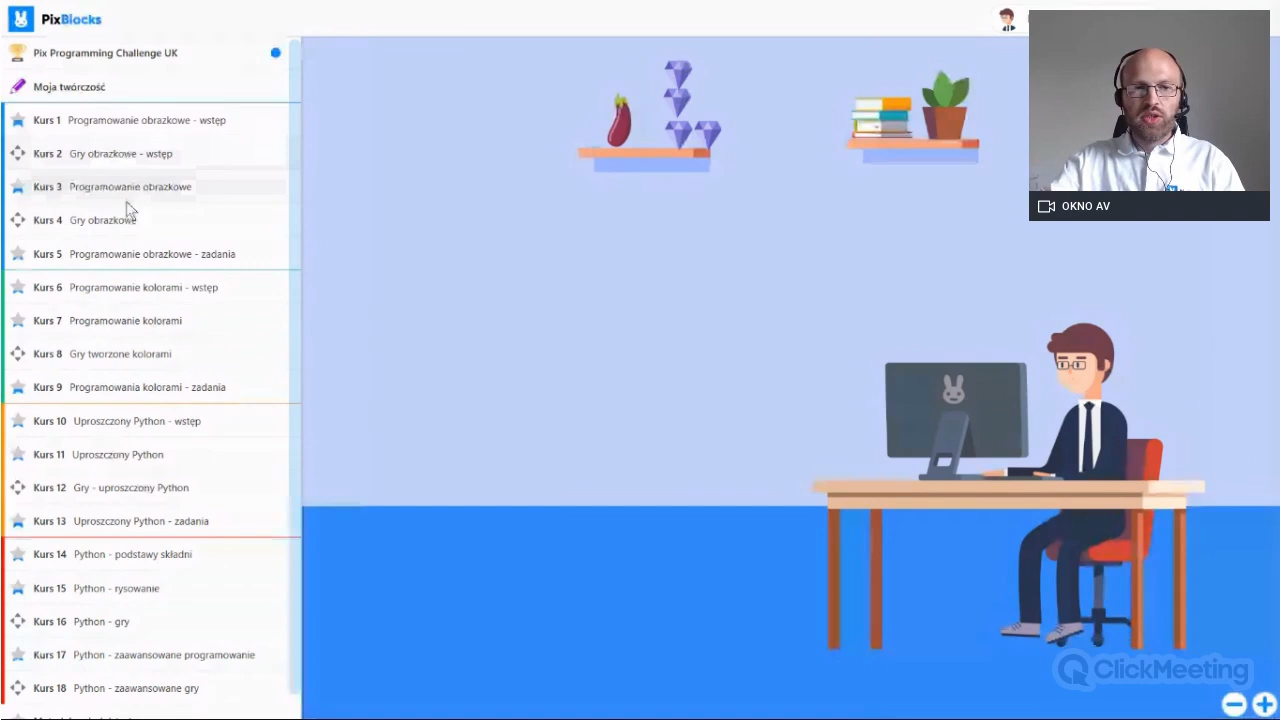 PixBlocks
Pix Programming Challenge UK
Moja twórczość
Kurs 1 Programowanie obrazkowe - wstęp
Kurs 2 Gry obrazkowe - wstęp
Kurs 3 Programowanie obrazkowe
Kurs 4 Gry obrazkowe
Kurs 5 Programowanie obrazkowe - zadania
Kurs 6 Programowanie kolorami - wstęp
Kurs 7 Programowanie kolorami
Kurs 8 Gry tworzone kolorami
Kurs 9 Programowania kolorami - zadania
Kurs 10 Uproszczony Python - wstęp
Kurs 11 Uproszczony Python
Kurs 12 Gry - uproszczony Python
Kurs 13 Uproszczony Python - zadania
Kurs 14 Python - podstawy składni
Kurs 15 Python - rysowanie
Kurs 16 Python - gry
Kurs 17 Python - zaawansowane programowanie
Kurs 18 Python - zaawansowane gry
OKNO AV
ClickMeeting